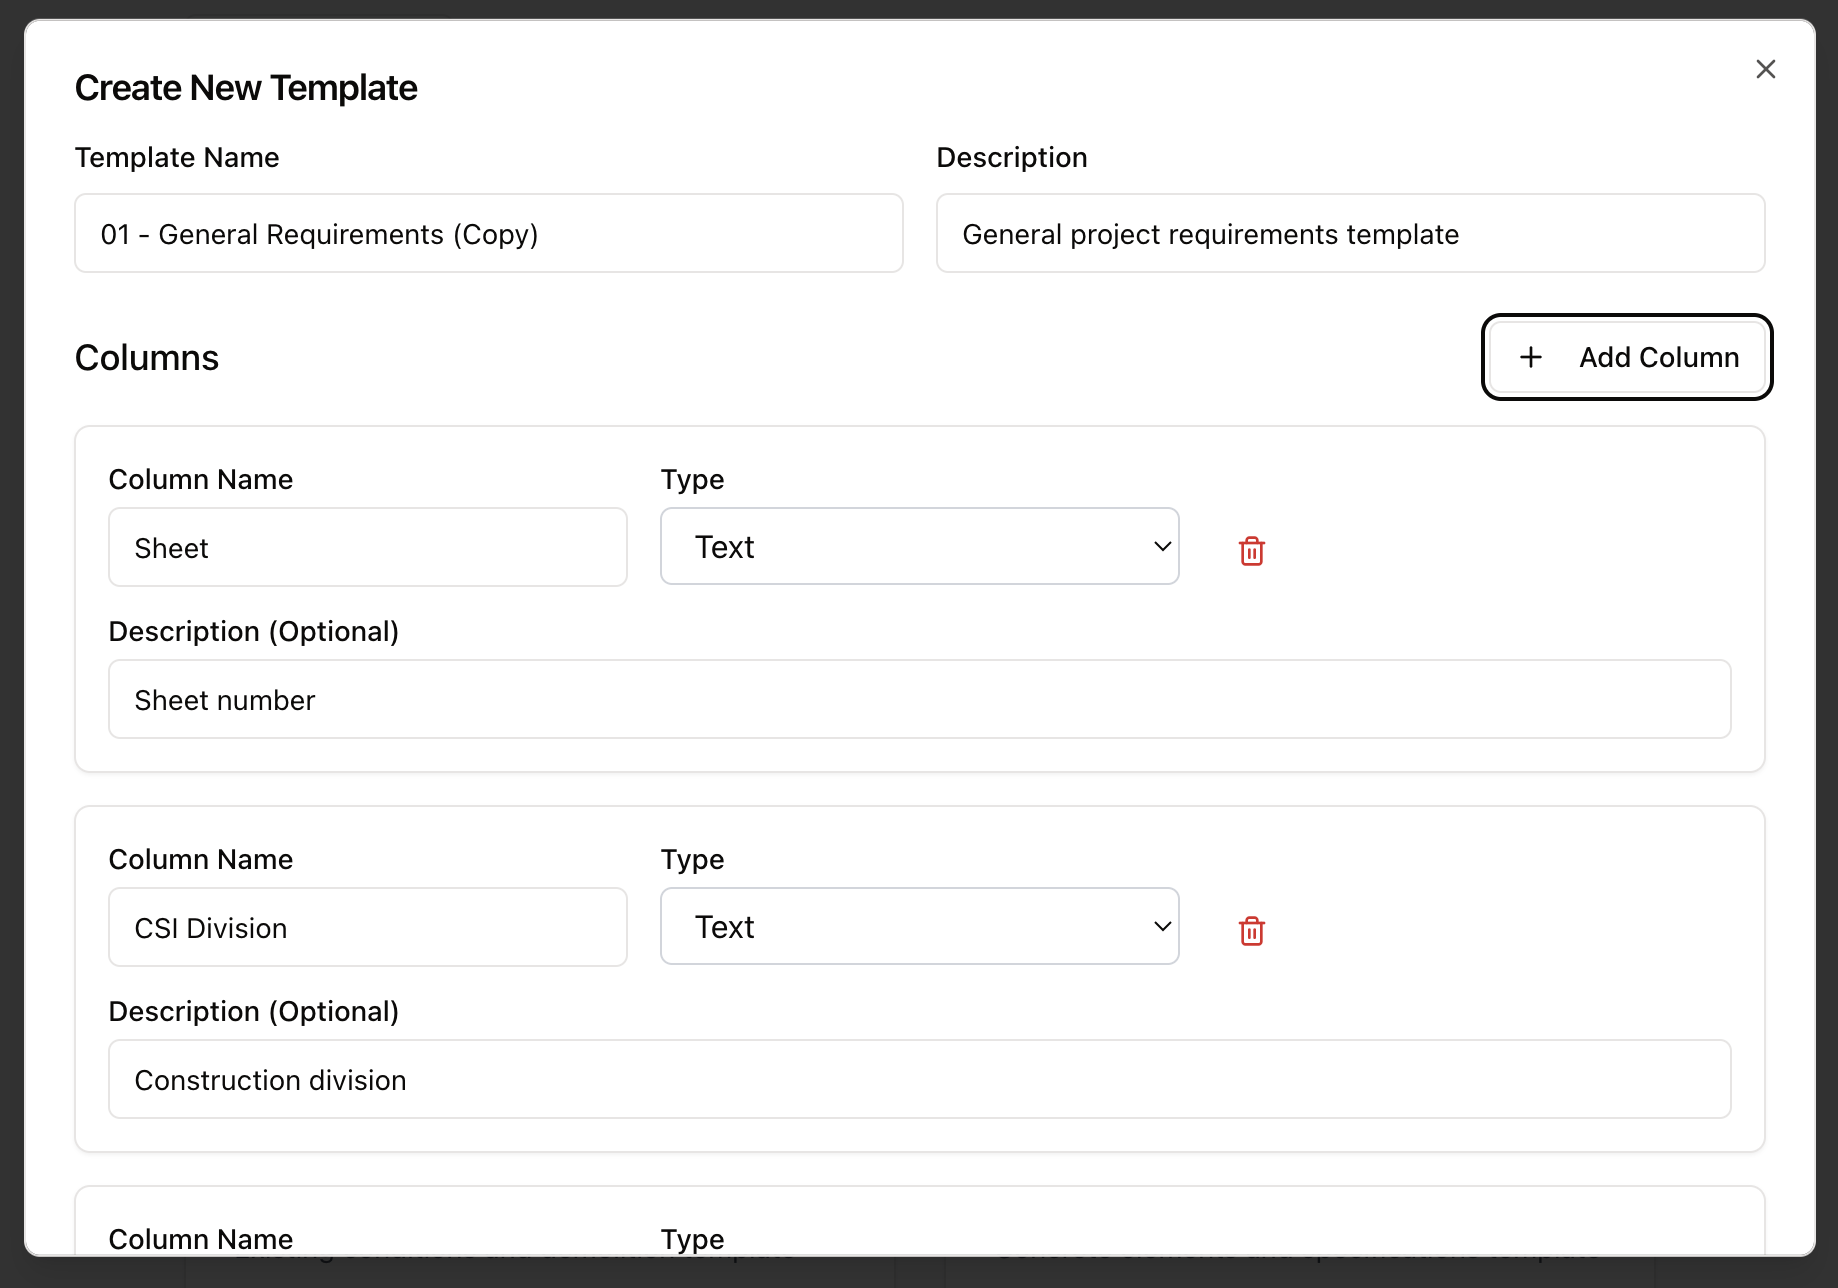 Create New Template
Template Name
Description
01 - General Requirements (Copy)
General project requirements template
Columns
Add Column
Column Name
Type
Sheet
Text
Description (Optional)
Sheet number
Column Name
Type
CSI Division
Text
Description (Optional)
Construction division
Column Name
Type